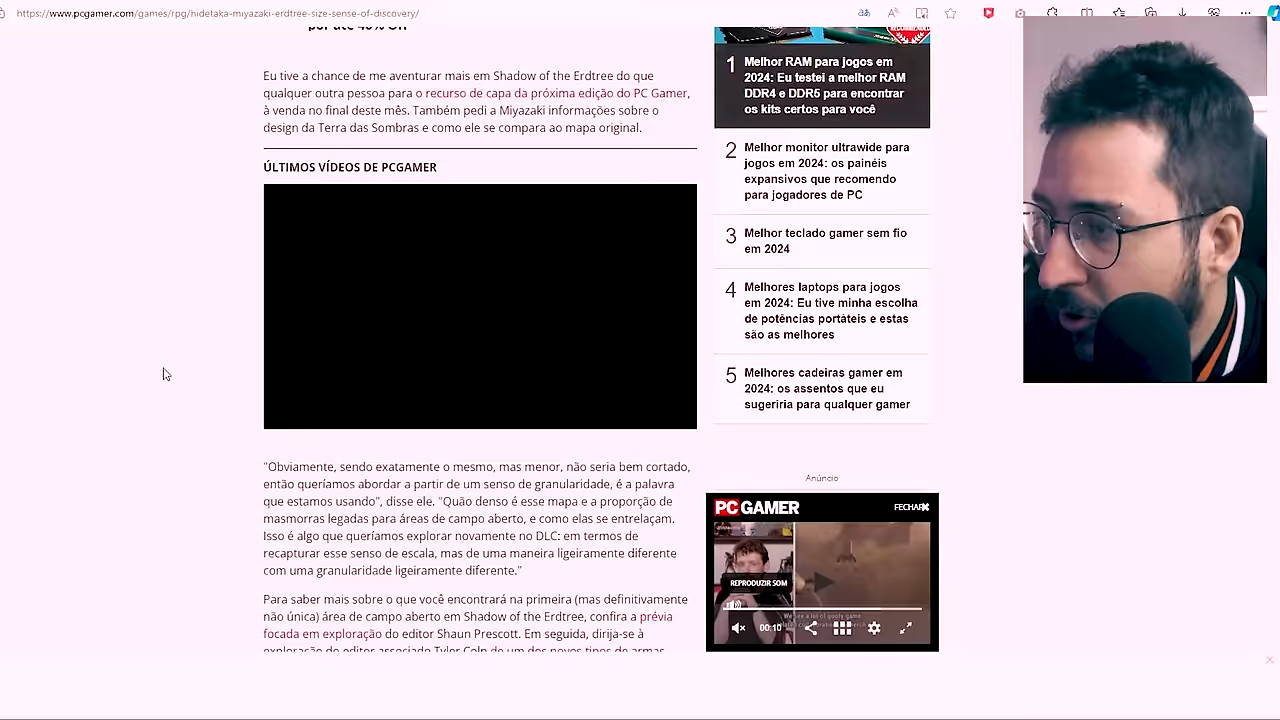 https://www.pcgamer.com/games/rpg/hidetaka-miyazaki-erdtree-size-sense-of-discovery/
por até 40% Off
Eu tive a chance de me aventurar mais em Shadow of the Erdtree do que
qualquer outra pessoa para o recurso de capa da próxima edição do PC Gamer,
à venda no final deste mês. Também pedi a Miyazaki informações sobre o
design da Terra das Sombras e como ele se compara ao mapa original.
ÚLTIMOS VÍDEOS DE PCGAMER
"Obviamente, sendo exatamente o mesmo, mas menor, não seria bem cortado,
então queríamos abordar a partir de um senso de granularidade, é a palavra
que estamos usando", disse ele. "Quão denso é esse mapa e a proporção de
masmorras legadas para áreas de campo aberto, e como elas se entrelaçam.
Isso é algo que queríamos explorar novamente no DLC: em termos de
recapturar esse senso de escala, mas de uma maneira ligeiramente diferente
com uma granularidade ligeiramente diferente."
Para saber mais sobre o que você encontrará na primeira (mas definitivamente
não única) área de campo aberto em Shadow of the Erdtree, confira a prévia
focada em exploração do editor Shaun Prescott. Em seguida, dirija-se à
exploração do editor associado Tyler Colp de um dos novos tipos de armas
1 Melhor RAM para jogos em
2024: Eu testei a melhor RAM
DDR4 e DDR5 para encontrar
os kits certos para você
2 Melhor monitor ultrawide para
jogos em 2024: os painéis
expansivos que recomendo
para jogadores de PC
3 Melhor teclado gamer sem fio
em 2024
4 Melhores laptops para jogos
em 2024: Eu tive minha escolha
de potências portáteis e estas
são as melhores
5 Melhores cadeiras gamer em
2024: os assentos que eu
sugeriria para qualquer gamer
Anúncio
PC GAMER
FECHAR
REPRODUZIR SOM
We see a lot of goofy game
00:10